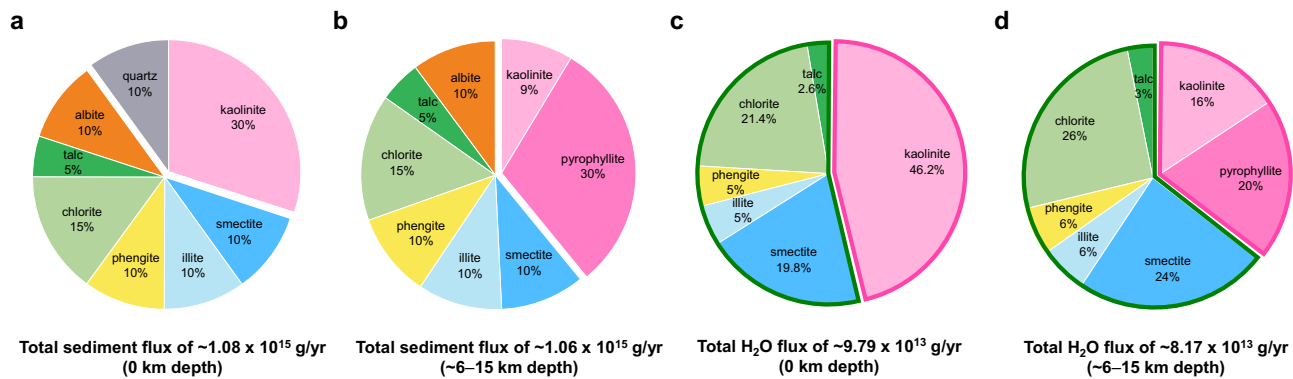 a
quartz
10%
kaolinite
30%
albite
10%
talc
5%
chlorite
15%
phengite
10%
illite
10%
smectite
10%
Total sediment flux of ~1.08 x 10¹⁵ g/yr
(0 km depth)
b
albite
10%
kaolinite
9%
talc
5%
pyrophyllite
30%
chlorite
15%
phengite
10%
illite
10%
smectite
10%
Total sediment flux of ~1.06 x 10¹⁵ g/yr
(~6–15 km depth)
c
talc
2.6%
chlorite
21.4%
kaolinite
46.2%
phengite
5%
illite
5%
smectite
19.8%
Total H₂O flux of ~9.79 x 10¹³ g/yr
(0 km depth)
d
talc
3%
kaolinite
16%
chlorite
26%
pyrophyllite
20%
phengite
6%
illite
6%
smectite
24%
Total H₂O flux of ~8.17 x 10¹³ g/yr
(~6–15 km depth)